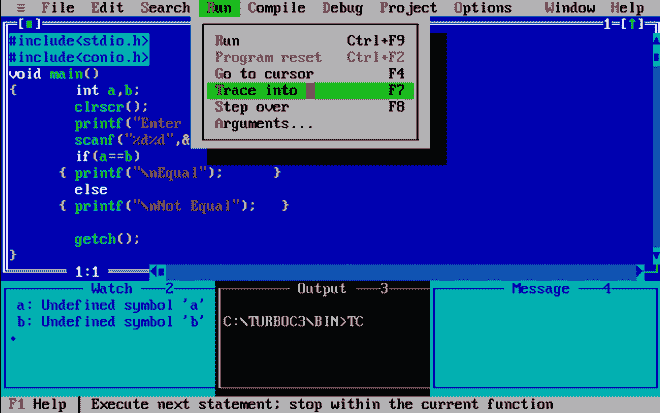 ≡ File Edit Search Run Compile Debug Project Options Window Help
[■] 1=[↑]
#include<stdio.h>
#include<conio.h>
void main()
{ int a,b;
clrscr();
printf("Enter
scanf("%d%d",&
if(a==b)
{ printf("\nEqual"); }
else
{ printf("\nNot Equal"); }
getch();
}
1:1
Run Ctrl+F9
Program reset Ctrl+F2
Go to cursor F4
Trace into F7
Step over F8
Arguments...
Watch 2
a: Undefined symbol 'a'
b: Undefined symbol 'b'
Output 3
C:\TURBOC3\BIN>TC
Message 4
F1 Help | Execute next statement; stop within the current function